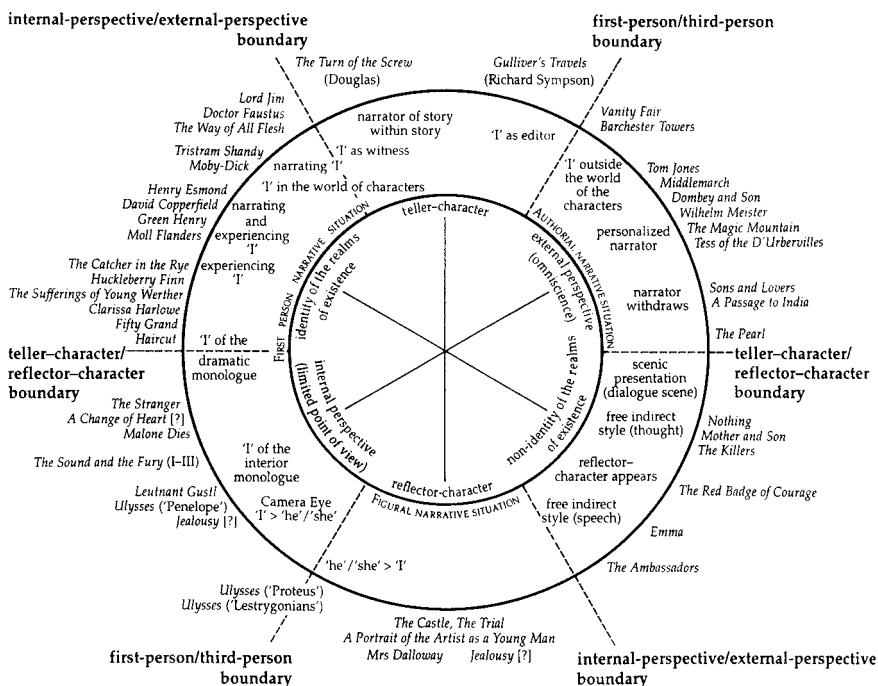 internal-perspective/external-perspective
boundary
first-person/third-person
boundary
The Turn of the Screw
(Douglas)
Gulliver's Travels
(Richard Sympson)
Lord Jim
Doctor Faustus
The Way of All Flesh
Vanity Fair
Barchester Towers
narrator of story
within story
'I' as editor
Tristram Shandy
Moby-Dick
'I' as witness
narrating 'I'
'I' in the world of characters
'I' outside
the world
of the
characters
Tom Jones
Middlemarch
Dombey and Son
Wilhelm Meister
The Magic Mountain
Tess of the D'Urbervilles
Henry Esmond
David Copperfield
Green Henry
Moll Flanders
narrating
and
experiencing
'I'
personalized
narrator
teller-character
FIRST PERSON NARRATIVE SITUATION
AUTHORIAL NARRATIVE SITUATION
identity of the realms
of existence
external perspective
(omniscience)
The Catcher in the Rye
Huckleberry Finn
The Sufferings of Young Werther
Clarissa Harlowe
Fifty Grand
Haircut
experiencing
'I'
narrator
withdraws
Sons and Lovers
A Passage to India
The Pearl
teller–character/
reflector–character
boundary
'I' of the
dramatic
monologue
teller–character/
reflector–character
boundary
scenic
presentation
(dialogue scene)
internal perspective
(limited point of view)
non-identity of the realms
of existence
The Stranger
A Change of Heart [?]
Malone Dies
free indirect
style (thought)
Nothing
Mother and Son
The Killers
The Sound and the Fury (I–III)
'I' of the
interior
monologue
reflector–
character appears
reflector-character
FIGURAL NARRATIVE SITUATION
The Red Badge of Courage
Leutnant Gustl
Ulysses ('Penelope')
Jealousy [?]
Camera Eye
'I' > 'he'/'she'
free indirect
style (speech)
Emma
'he'/'she' > 'I'
The Ambassadors
Ulysses ('Proteus')
Ulysses ('Lestrygonians')
The Castle, The Trial
A Portrait of the Artist as a Young Man
Mrs Dalloway Jealousy [?]
first-person/third-person
boundary
internal-perspective/external-perspective
boundary